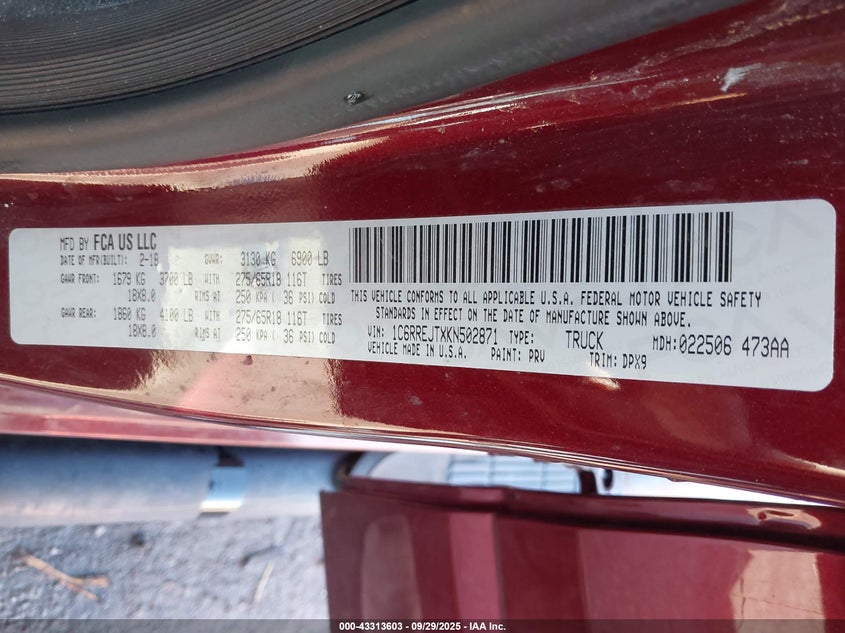 MFD BY FCA US LLC
DATE OF MFR(BUILT): 2-18 GVWR: 3130 KG 6900 LB
GAWR FRONT: 1679 KG 3700 LB WITH 275/65R18 116T TIRES
18X8.0 RIMS AT 250 KPA ( 36 PSI) COLD
GAWR REAR: 1860 KG 4100 LB WITH 275/65R18 116T TIRES
18X8.0 RIMS AT 250 KPA ( 36 PSI) COLD
THIS VEHICLE CONFORMS TO ALL APPLICABLE U.S.A. FEDERAL MOTOR VEHICLE SAFETY
STANDARDS IN EFFECT ON THE DATE OF MANUFACTURE SHOWN ABOVE.
VIN: 1C6RREJTXKN502871 TYPE: TRUCK MDH:022506 473AA
VEHICLE MADE IN U.S.A. PAINT: PRV TRIM: DPX9
000-43313603 - 09/29/2025 - IAA Inc.